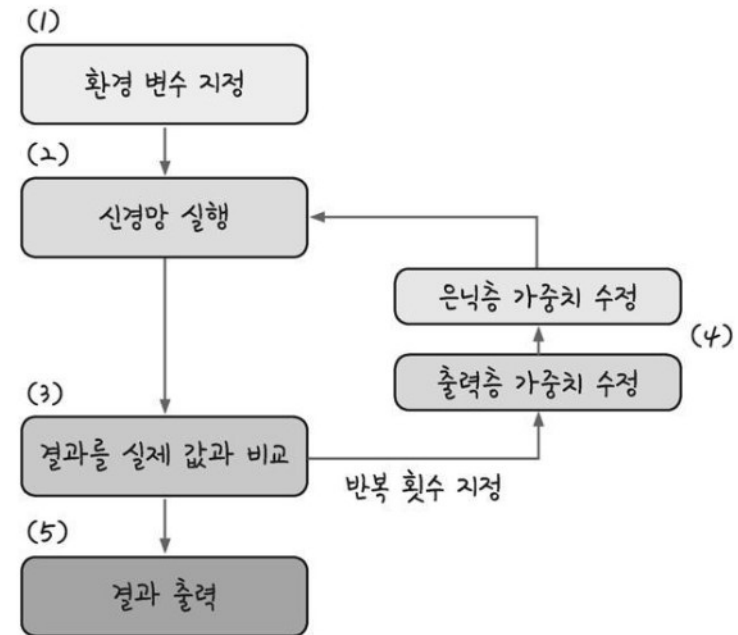 (1)
환경 변수 지정
(2)
신경망 실행
은닉층 가중치 수정
(4)
출력층 가중치 수정
(3)
결과를 실제 값과 비교
반복 횟수 지정
(5)
결과 출력